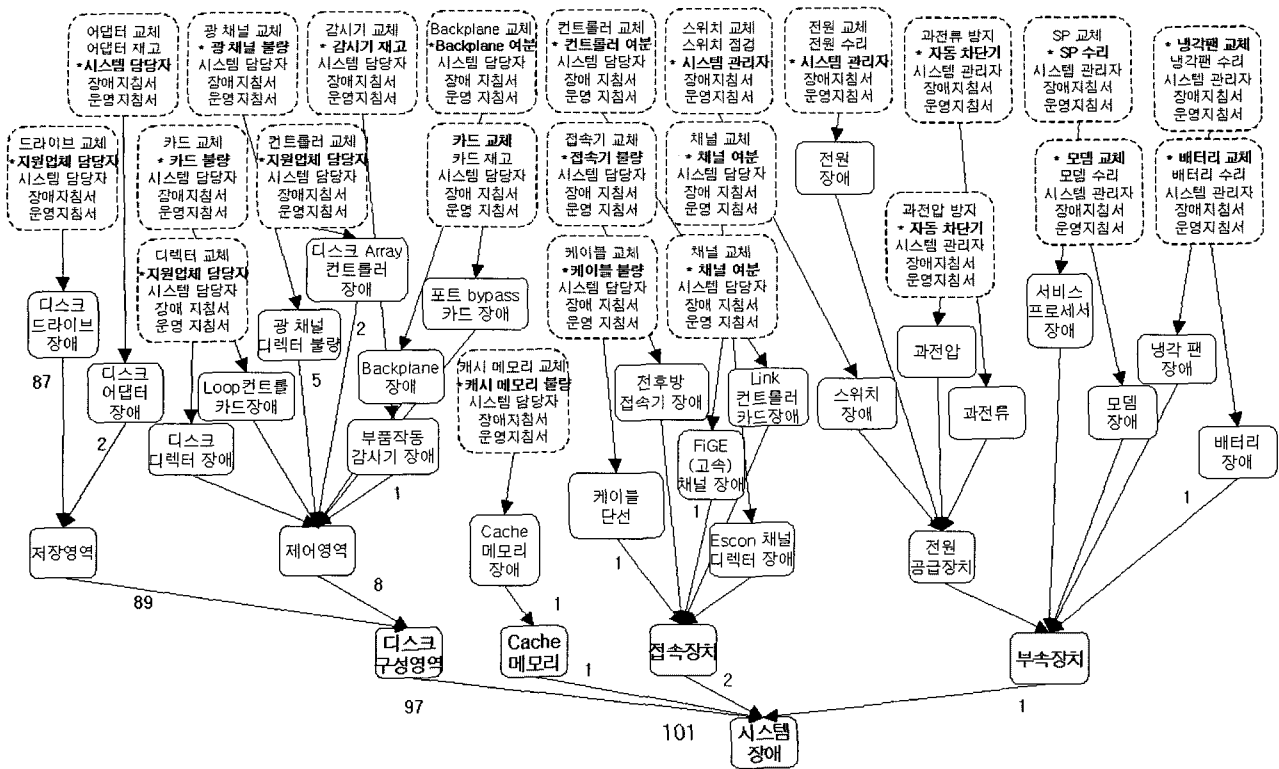 어댑터 교체
어댑터 재고
* 시스템 담당자
장애지침서
운영지침서
광 채널 교체
* 광 채널 불량
시스템 담당자
장애 지침서
운영 지침서
감시기 교체
* 감시기 재고
시스템 담당자
장애 지침서
운영지침서
Backplane 교체
*Backplane 여분
시스템 담당자
장애 지침서
운영 지침서
컨트롤러 교체
* 컨트롤러 여분
시스템 담당자
장애 지침서
운영 지침서
스위치 교체
스위치 점검
* 시스템 관리자
장애지침서
운영지침서
전원 교체
전원 수리
* 시스템 관리자
장애지침서
운영지침서
과전류 방지
* 자동 차단기
시스템 관리자
장애지침서
운영지침서
SP 교체
* SP 수리
시스템 관리자
장애지침서
운영지침서
* 냉각팬 교체
냉각팬 수리
시스템 관리자
장애지침서
운영지침서
드라이브 교체
*지원업체 담당자
시스템 담당자
장애자침서
운영지침서
카드 교체
* 카드 불량
시스템 담당자
장애지침서
운영지침서
컨트롤러 교체
*지원업체 담당자
시스템 담당자
장애지침서
운영지침서
카드 교체
카드 재고
시스템 담당자
장애 지침서
운영 지침서
접속기 교체
*접속기 불량
시스템 담당자
장애지침서
운영지침서
채널 교체
* 채널 여분
시스템 담당자
장애지침서
운영지침서
전원
장애
과전압 방지
* 자동 차단기
시스템 관리자
장애지침서
운영지침서
* 모뎀 교체
모뎀 수리
시스템 관리자
장애지침서
운영지침서
* 배터리 교체
배터리 수리
시스템 관리자
장애지침서
운영지침서
디렉터 교체
*지원업체 담당자
시스템 담당자
장애 지침서
운영 지침서
디스크 Array
컨트롤러
장애
케이블 교체
* 케이블 불량
시스템 담당자
장애 지침서
운영 지침서
채널 교체
* 채널 여분
시스템 담당자
장애 지침서
운영 지침서
디스크
드라이브
장애
87
광 채널
디렉터 불량
5
2
포트 bypass
카드 장애
서비스
프로세서
장애
과전압
냉각 팬
장애
디스크
어댑터
장애
2
Loop컨트롤
카드장애
Backplane
장애
캐시 메모리 교체
*캐시 메모리 불량
시스템 담당자
장애지침서
운영지침서
전후방
접속기 장애
Link
컨트롤러
카드장애
스위치
장애
과전류
모뎀
장애
디스크
디렉터 장애
부품작동
감시기 장애
1
FiGE
(고속)
채널 장애
1
배터리
장애
1
케이블
단선
1
저장영역
제어영역
Cache
메모리
장애
Escon 채널
디렉터 장애
전원
공급장치
89
8
1
디스크
구성영역
Cache
메모리
접속장치
부속장치
97
1
2
1
101
시스템
장애